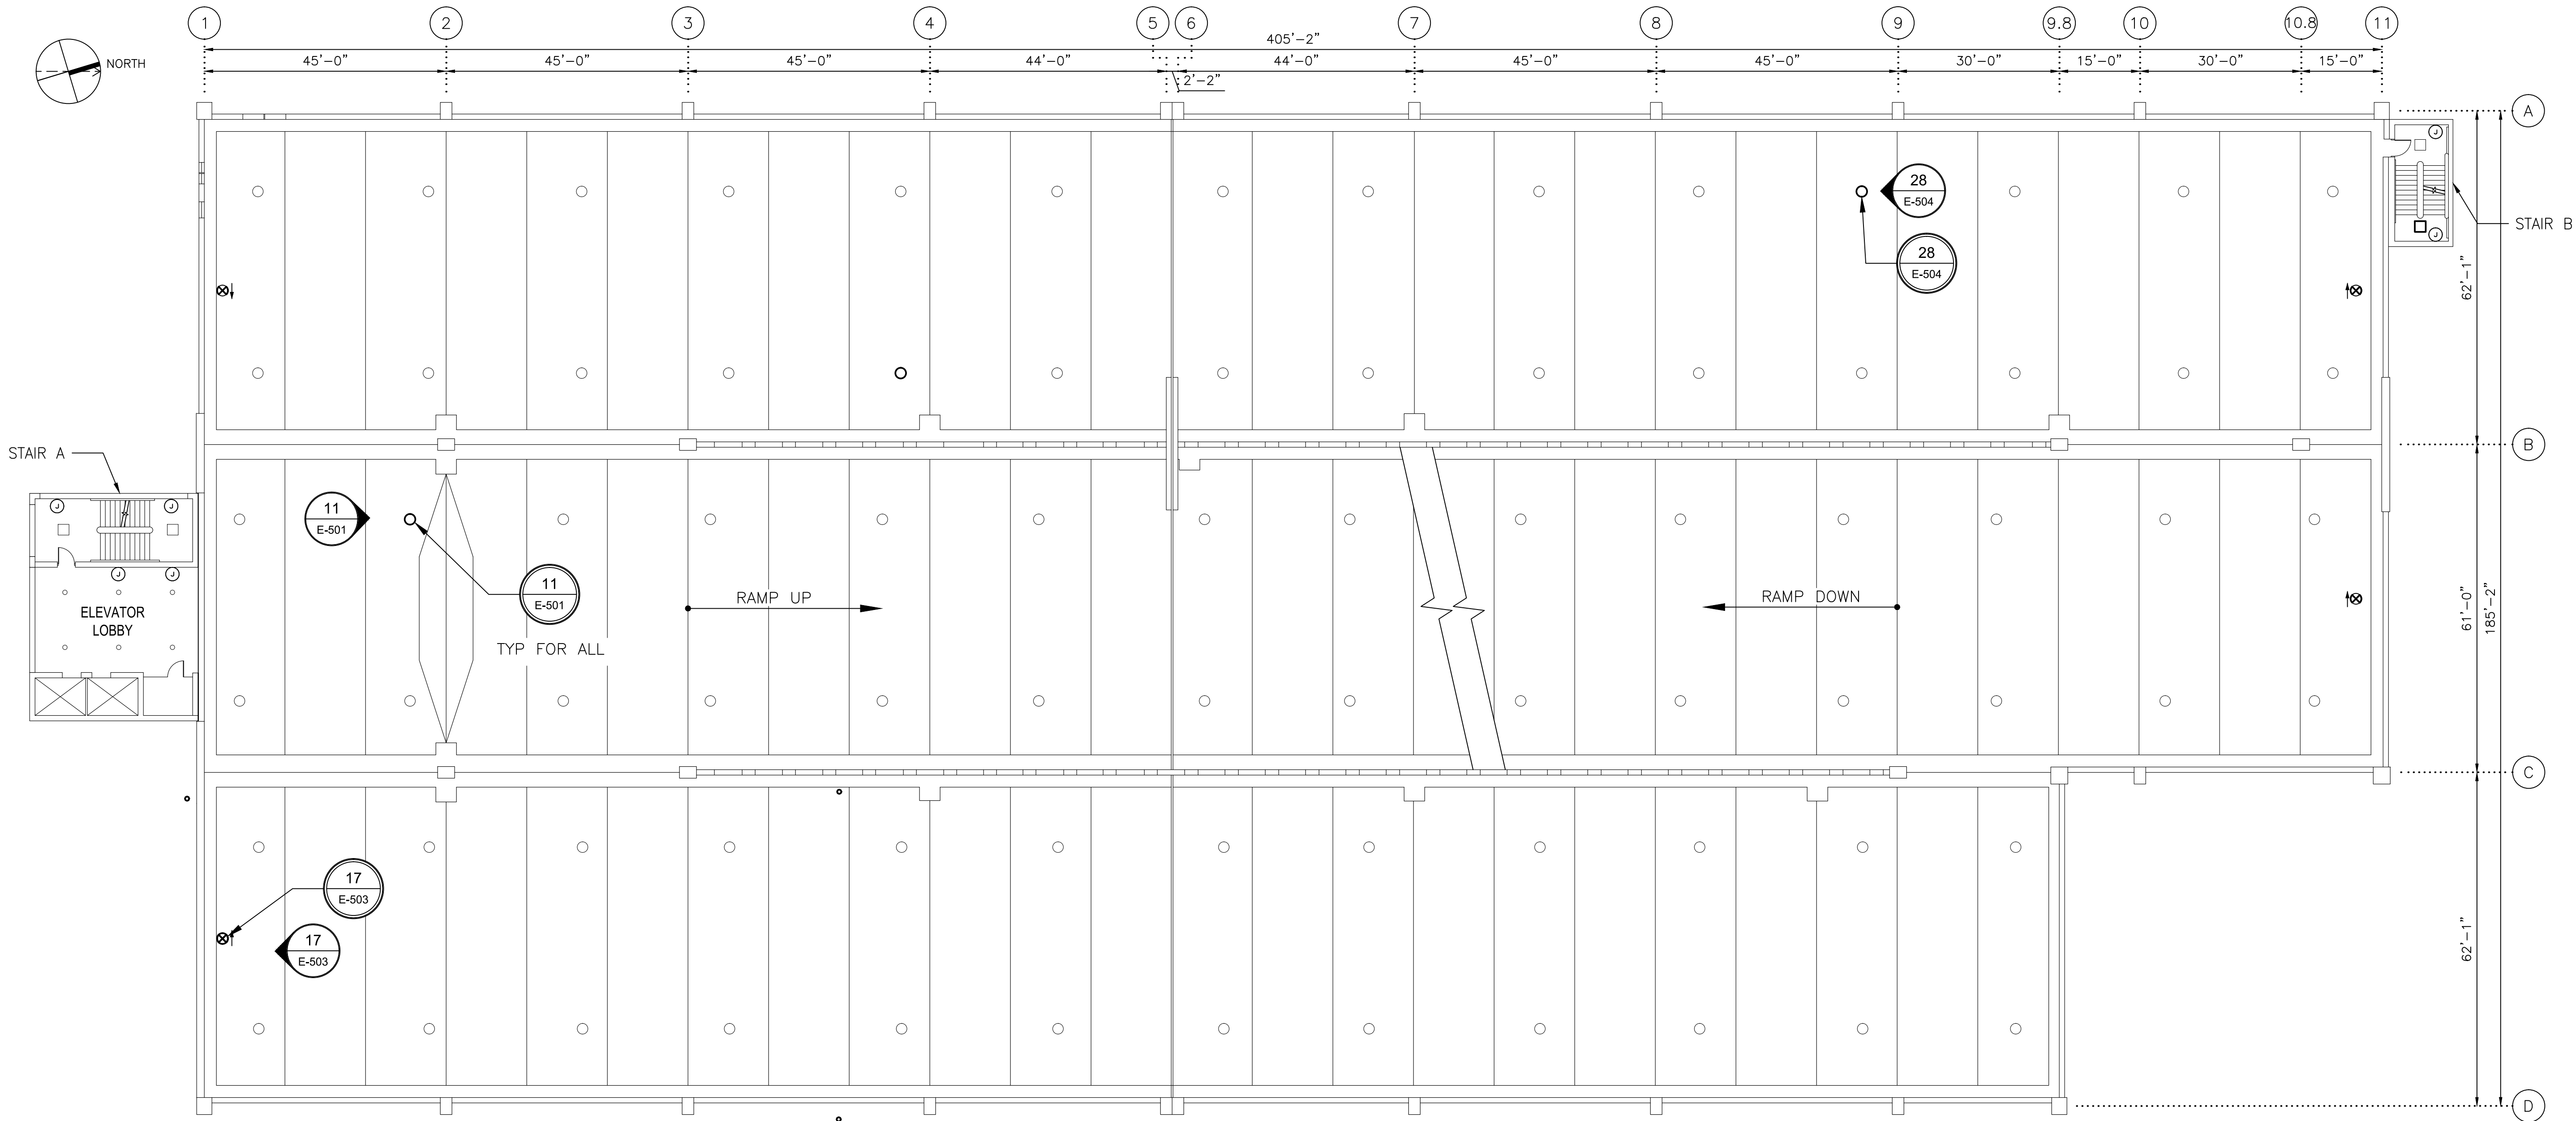 1 2 3 4 5 6 7 8 9 9.8 10 10.8 11
405'-2"
NORTH
45'-0" 45'-0" 45'-0" 44'-0" 44'-0" 45'-0" 45'-0" 30'-0" 15'-0" 30'-0" 15'-0"
2'-2"
A
J
28
E-504
STAIR B
J
28
E-504
62'-1"
B
STAIR A
J J
11
E-501
J J
11
E-501
RAMP UP
RAMP DOWN
ELEVATOR
LOBBY
TYP FOR ALL
61'-0"
185'-2"
C
17
E-503
17
E-503
62'-1"
D